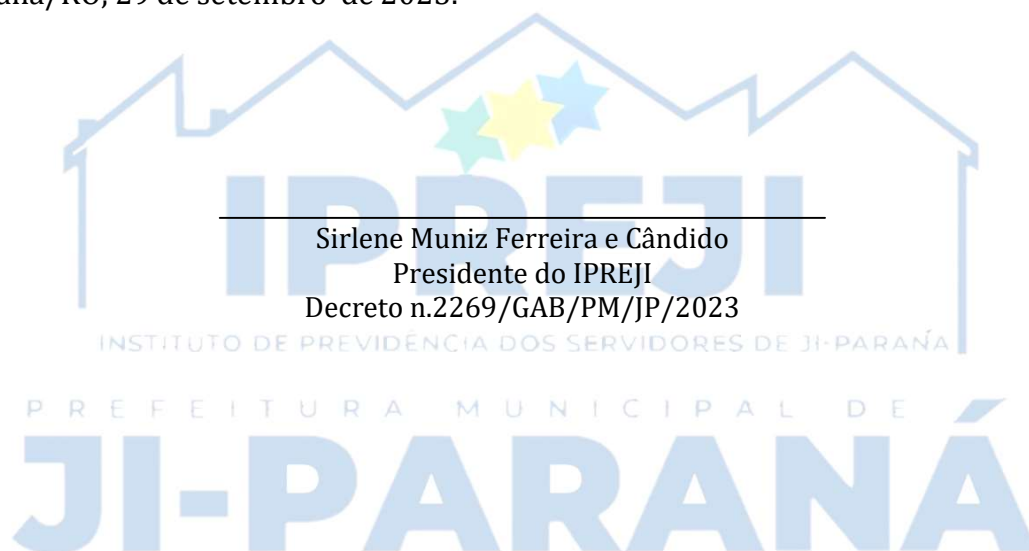 aná/RO, 29 de setembro de 2023.
IPREJI
Sirlene Muniz Ferreira e Cândido
Presidente do IPREJI
Decreto n.2269/GAB/PM/JP/2023
INSTITUTO DE PREVIDÊNCIA DOS SERVIDORES DE JI-PARANÁ
PREFEITURA MUNICIPAL DE
JI-PARANÁ